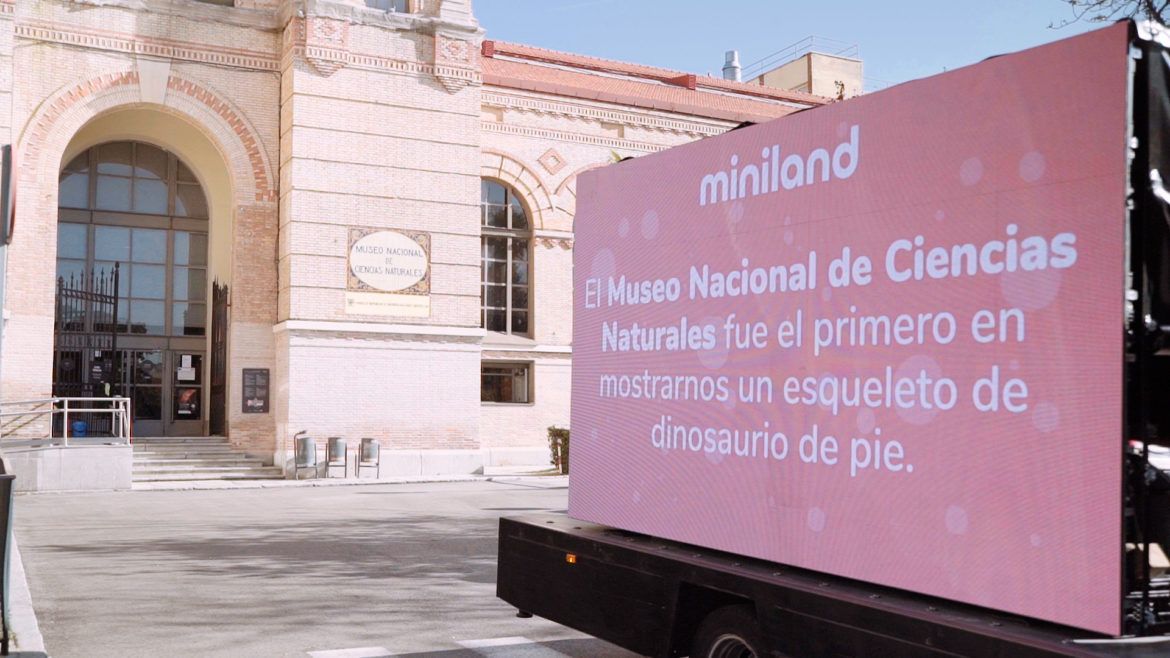 MUSEO NACIONAL
DE
CIENCIAS NATURALES
miniland
El Museo Nacional de Ciencias
Naturales fue el primero en
mostrarnos un esqueleto de
dinosaurio de pie.